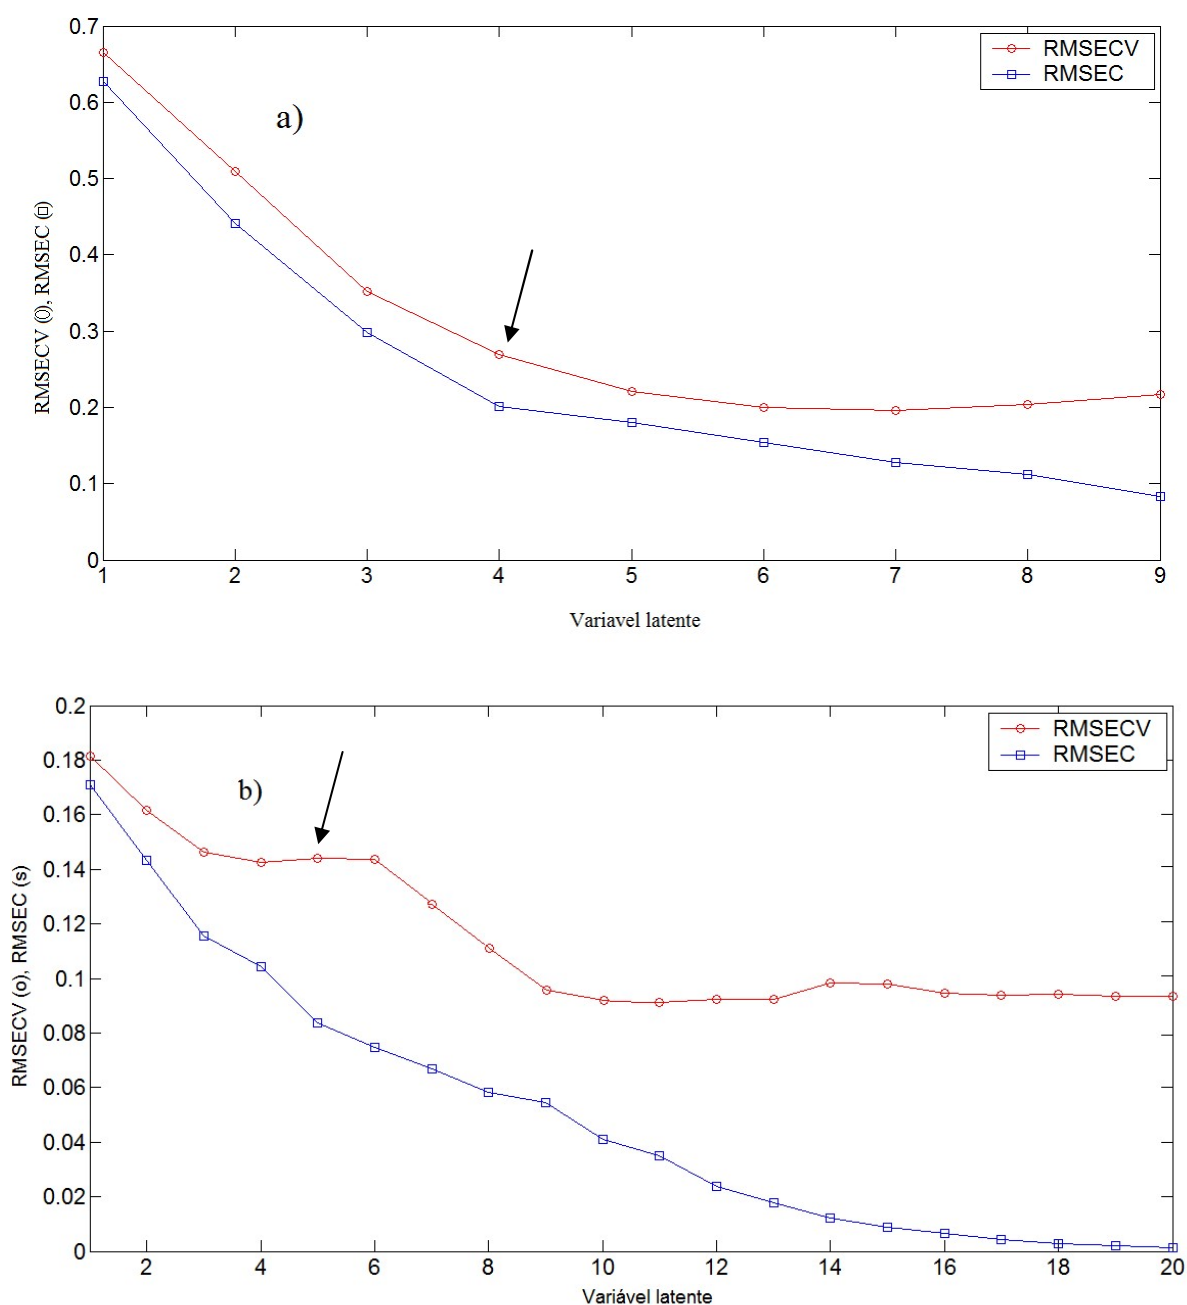 0.7
RMSECV
RMSEC
0.6
a)
0.5
0.4
0.3
0.2
0.1
0
RMSECV (O), RMSEC (□)
1 2 3 4 5 6 7 8 9
Variavel latente
0.2
RMSECV
RMSEC
0.18
b)
0.16
0.14
0.12
0.1
0.08
0.06
0.04
0.02
0
RMSECV (o), RMSEC (s)
2 4 6 8 10 12 14 16 18 20
Variável latente